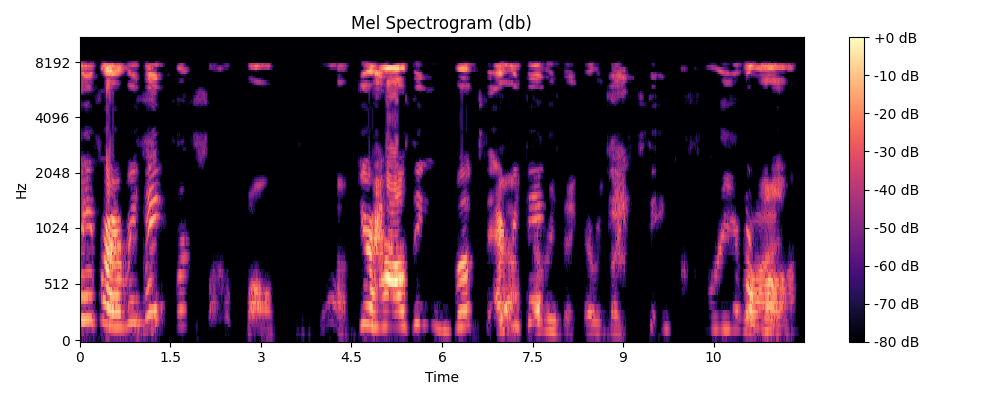 Mel Spectrogram (db)
Hz
8192
4096
2048
1024
512
0
0
1.5
3
4.5
6
7.5
9
10
Time
+0 dB
-10 dB
-20 dB
-30 dB
-40 dB
-50 dB
-60 dB
-70 dB
-80 dB